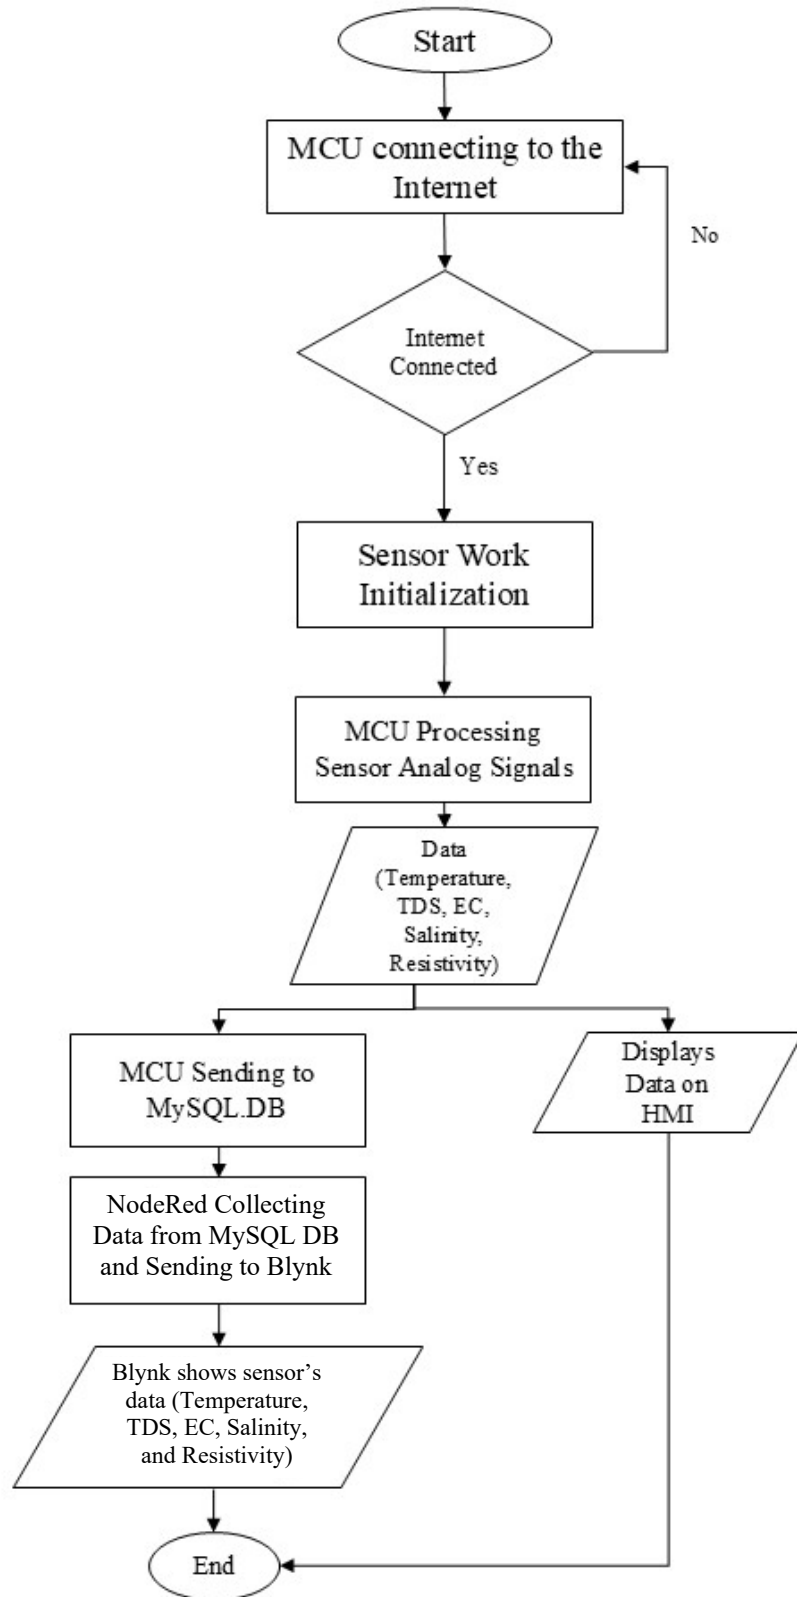 Start
MCU connecting to the
Internet
No
Internet
Connected
Yes
Sensor Work
Initialization
MCU Processing
Sensor Analog Signals
Data
(Temperature,
TDS, EC,
Salinity,
Resistivity)
MCU Sending to
MySQL.DB
Displays
Data on
HMI
NodeRed Collecting
Data from MySQL DB
and Sending to Blynk
Blynk shows sensor’s
data (Temperature,
TDS, EC, Salinity,
and Resistivity)
End